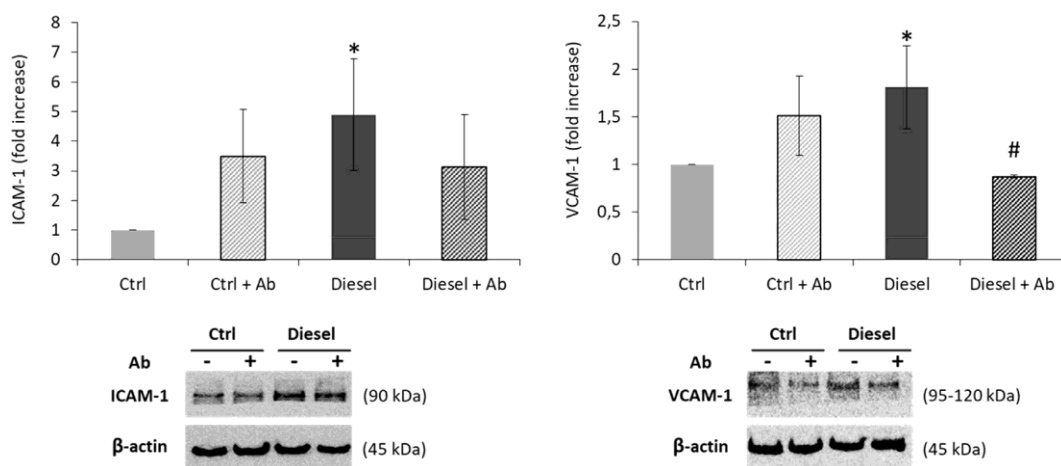 ICAM-1 (fold increase)
8
7
6
5
4
3
2
1
0
*
Ctrl
Ctrl + Ab
Diesel
Diesel + Ab
VCAM-1 (fold increase)
2,5
2
1,5
1
0,5
0
*
#
Ctrl
Ctrl + Ab
Diesel
Diesel + Ab
Ctrl Diesel
Ab - + - +
ICAM-1 (90 kDa)
β-actin (45 kDa)
Ctrl Diesel
Ab - + - +
VCAM-1 (95-120 kDa)
β-actin (45 kDa)